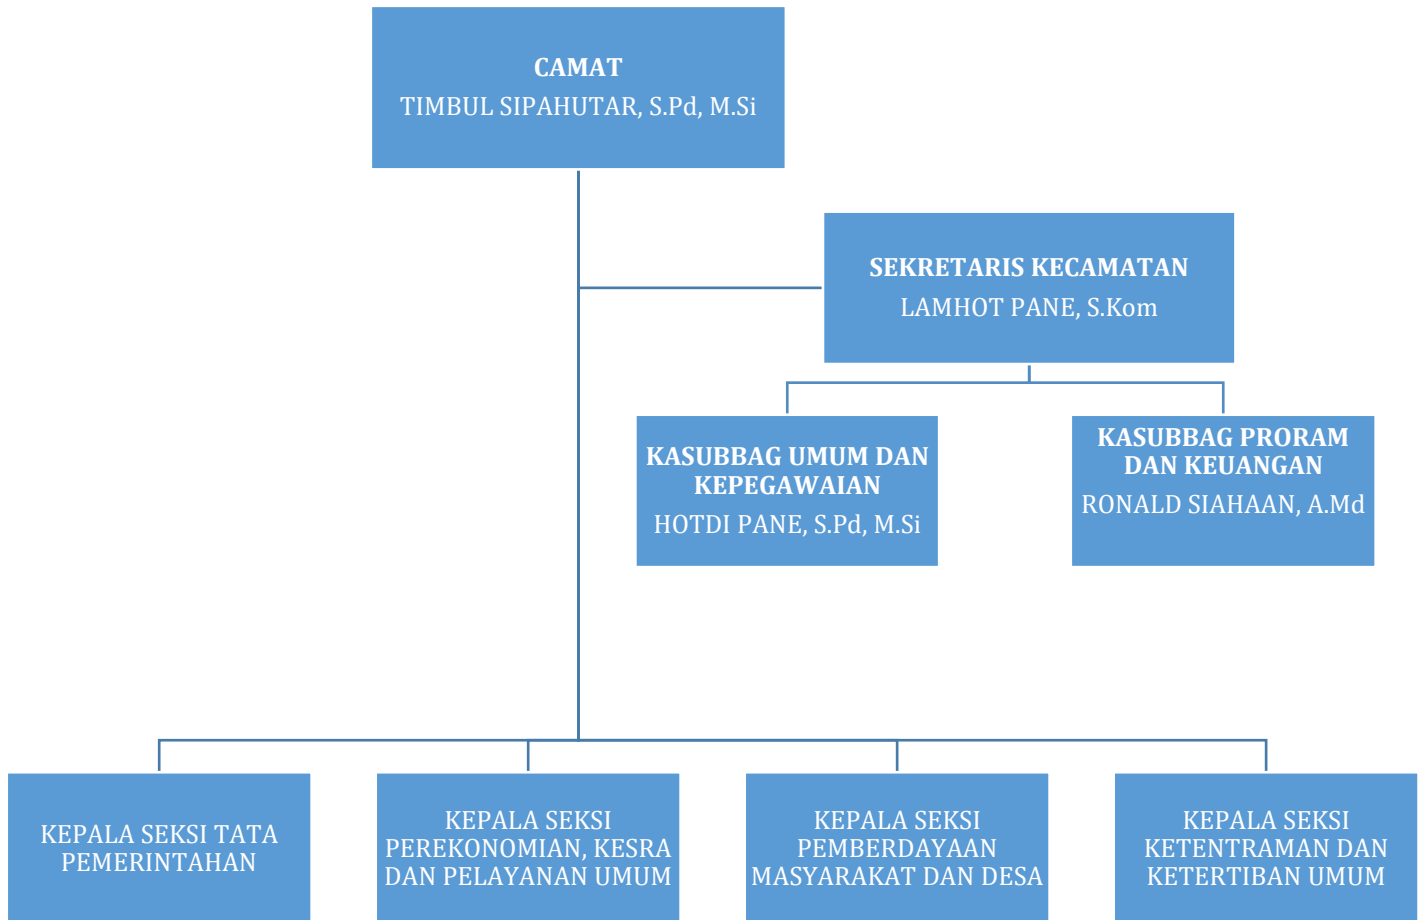 CAMAT
TIMBUL SIPAHUTAR, S.Pd, M.Si
SEKRETARIS KECAMATAN
LAMHOT PANE, S.Kom
KASUBBAG UMUM DAN
KEPEGAWAIAN
HOTDI PANE, S.Pd, M.Si
KASUBBAG PRORAM
DAN KEUANGAN
RONALD SIAHAAN, A.Md
KEPALA SEKSI TATA
PEMERINTAHAN
KEPALA SEKSI
PEREKONOMIAN, KESRA
DAN PELAYANAN UMUM
KEPALA SEKSI
PEMBERDAYAAN
MASYARAKAT DAN DESA
KEPALA SEKSI
KETENTRAMAN DAN
KETERTIBAN UMUM